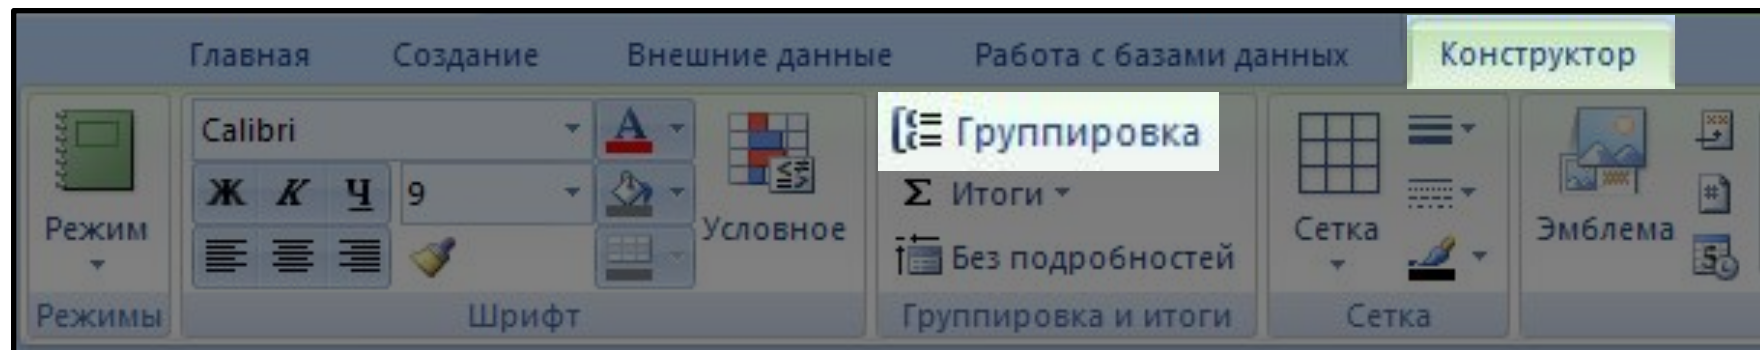 Главная Создание Внешние данные Работа с базами данных Конструктор
Calibri А Группировка
Ж К Ч 9 Σ Итоги
Режим Условное Без подробностей Сетка Эмблема
Режимы Шрифт Группировка и итоги Сетка